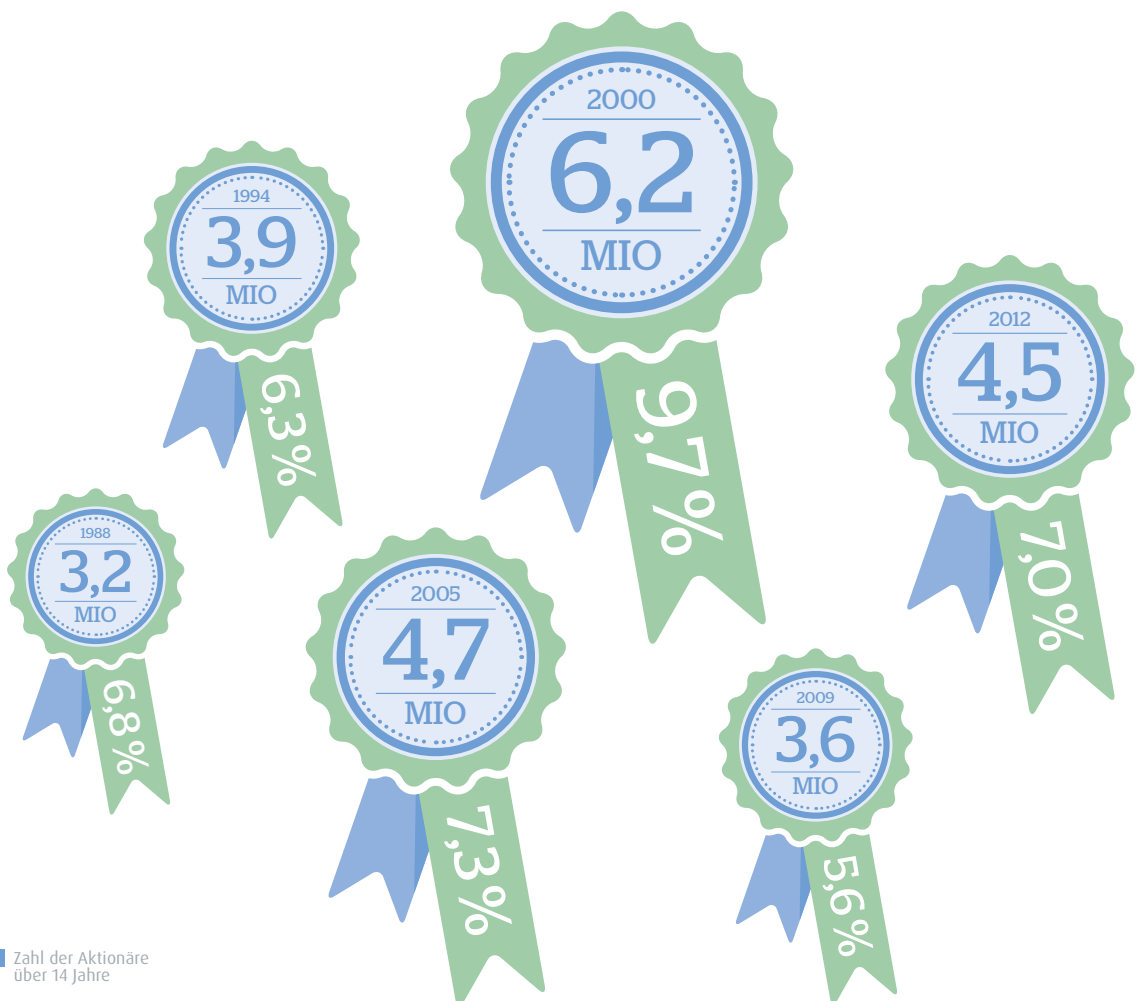 2000
6,2
MIO
9,7%
1994
3,9
MIO
6,3%
2012
4,5
MIO
7,0%
1988
3,2
MIO
6,8%
2005
4,7
MIO
7,3%
2009
3,6
MIO
5,6%
Zahl der Aktionäre
über 14 Jahre